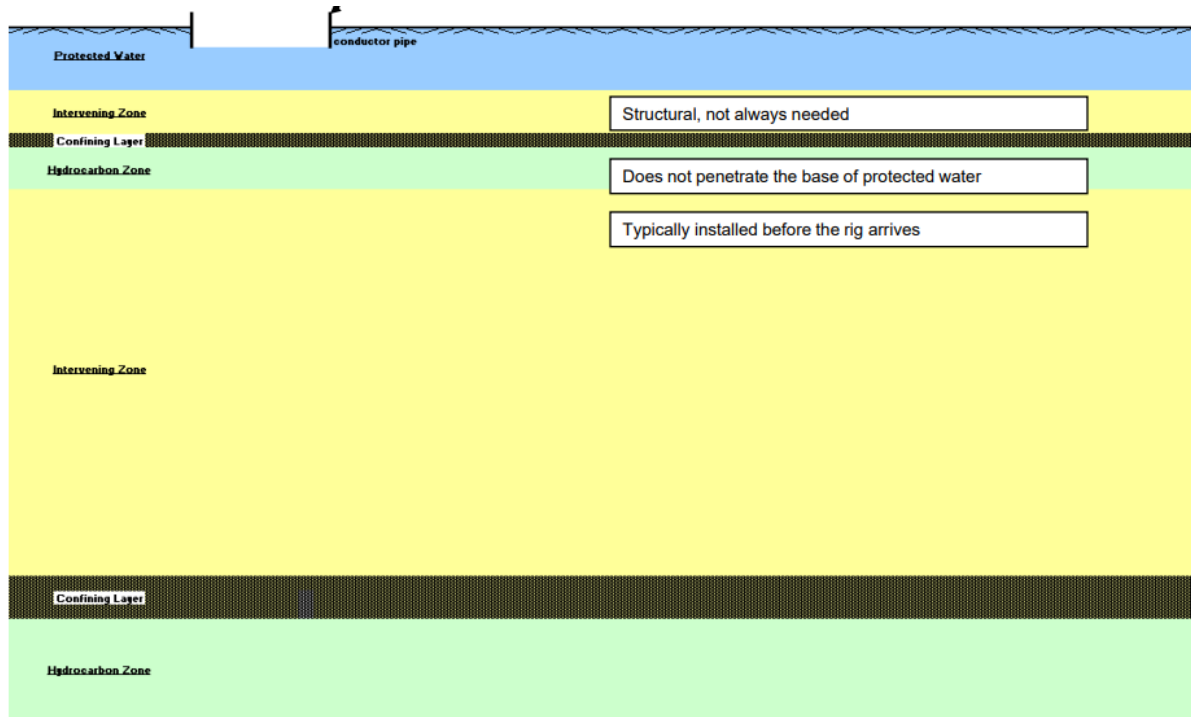 conductor pipe
Protected Water
Intervening Zone
Structural, not always needed
Confining Layer
Hydrocarbon Zone
Does not penetrate the base of protected water
Typically installed before the rig arrives
Intervening Zone
Confining Layer
Hydrocarbon Zone